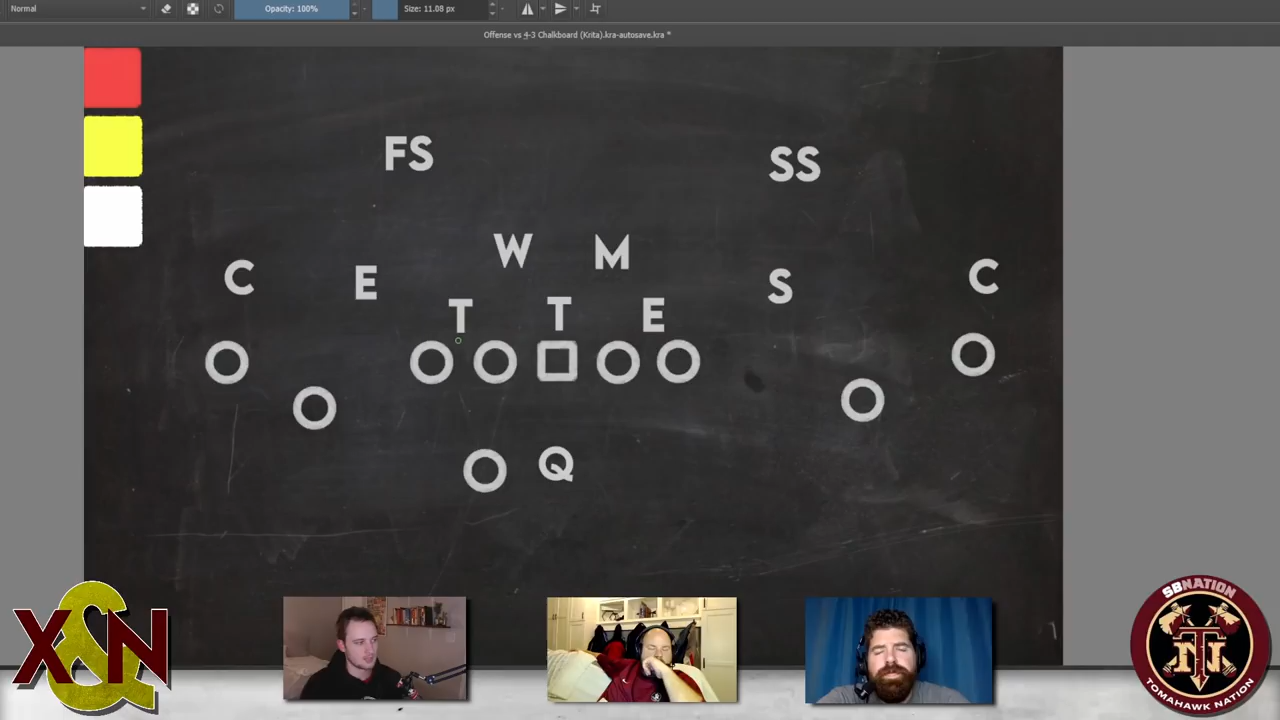 Normal
Opacity: 100%
Size: 11.08 px
Offense vs 4-3 Chalkboard (Krita).kra-autosave.kra *
FS
SS
W M
C E S C
T T E
Q
X&N
SBNATION
TN
TOMAHAWK NATION